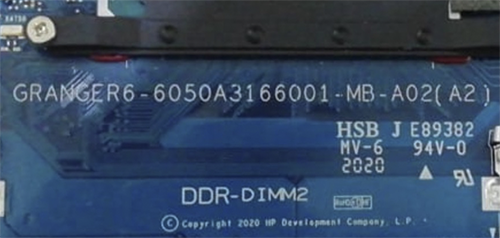 GRANGER6-6050A3166001-MB-A02(A2)
HSB J E89382
MV-6 94V-0
2020
DDR-DIMM2
RoHS
© Copyright 2020 HP Development Company, L.P.